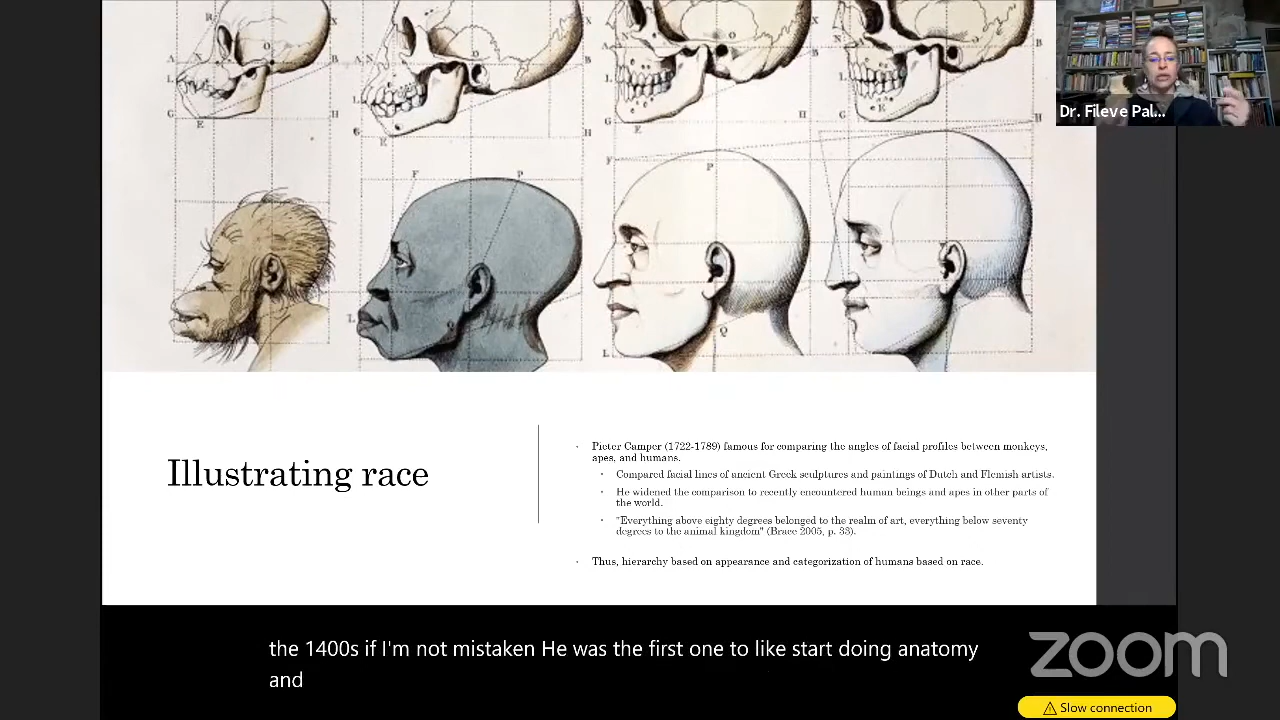 Dr. Fileve Pal...
Illustrating race
Pieter Camper (1722-1789) famous for comparing the angles of facial profiles between monkeys,
apes, and humans.
Compared facial lines of ancient Greek sculptures and paintings of Dutch and Flemish artists.
He widened the comparison to recently encountered human beings and apes in other parts of
the world.
"Everything above eighty degrees belonged to the realm of art, everything below seventy
degrees to the animal kingdom" (Brace 2005, p. 33).
Thus, hierarchy based on appearance and categorization of humans based on race.
the 1400s if I'm not mistaken He was the first one to like start doing anatomy
and
zoom
Slow connection